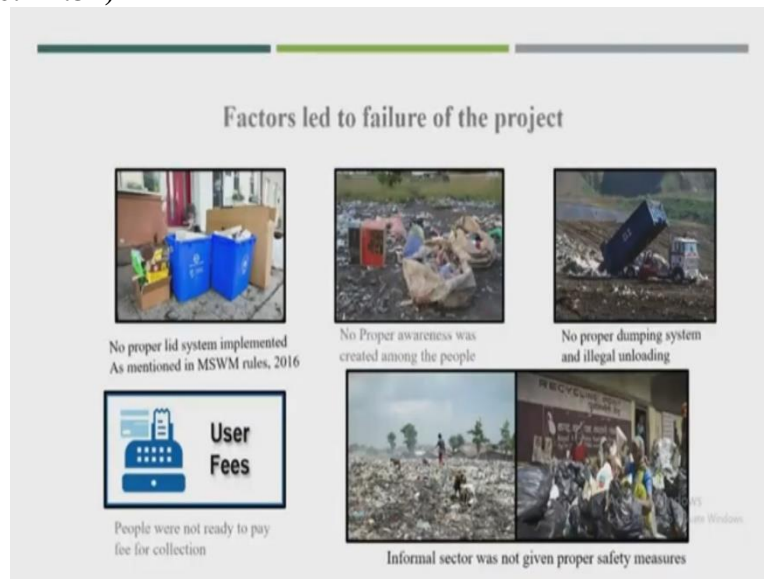 Factors led to failure of the project
No proper lid system implemented
As mentioned in MSWM rules, 2016
No Proper awareness was
created among the people
No proper dumping system
and illegal unloading
User
Fees
People were not ready to pay
fee for collection
RECYCLING
Informal sector was not given proper safety measures
Windows